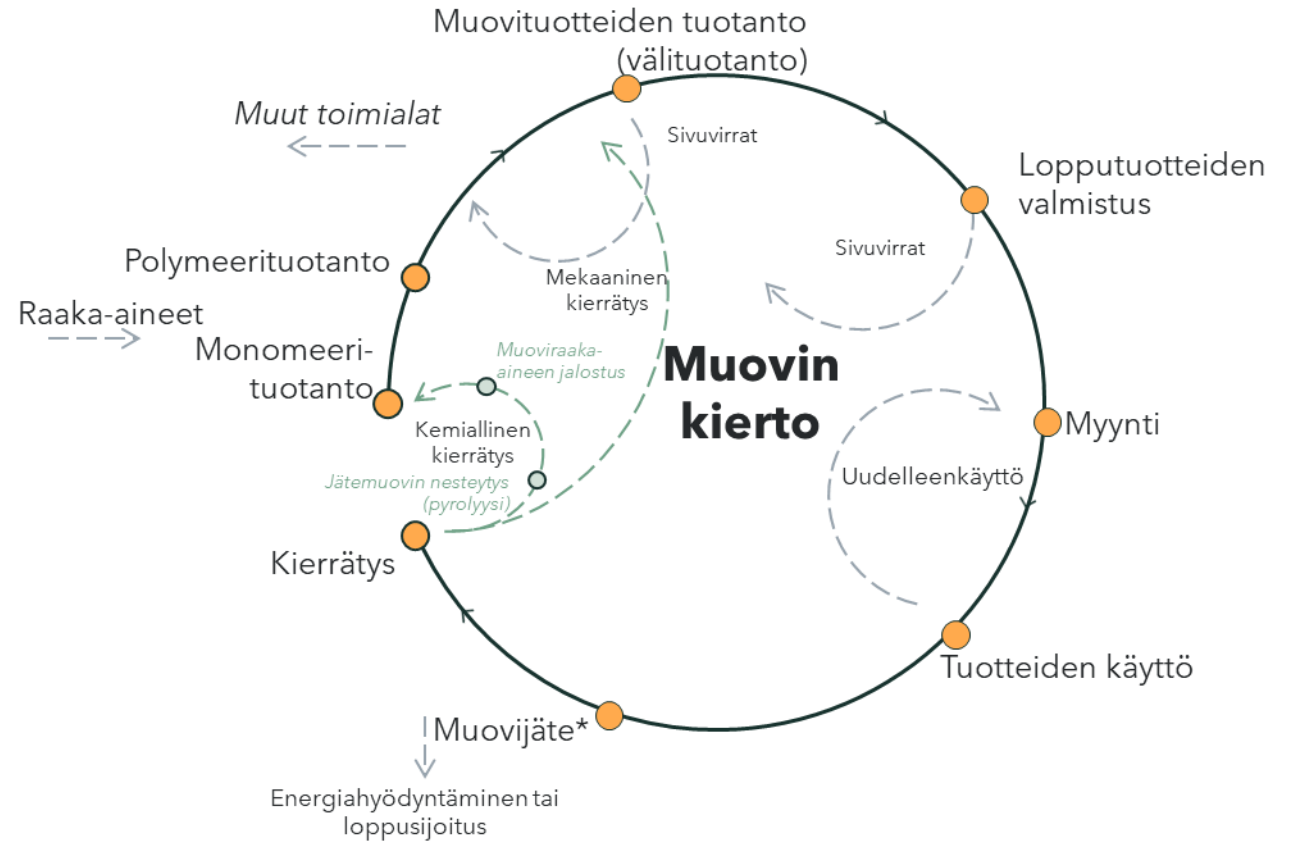 Muovituotteiden tuotanto
(välituotanto)
Muut toimialat
Sivuvirrat
Lopputuotteiden
valmistus
Sivuvirrat
Polymeerituotanto
Mekaaninen
kierrätys
Raaka-aineet
Monomeeri-
tuotanto
Muoviraaka-
aineen jalostus
Muovin
kierto
Kemiallinen
kierrätys
Myynti
Uudelleenkäyttö
Jätemuovin nesteytys
(pyrolyysi)
Kierrätys
Tuotteiden käyttö
Muovijäte*
Energiahyödyntäminen tai
loppusijoitus